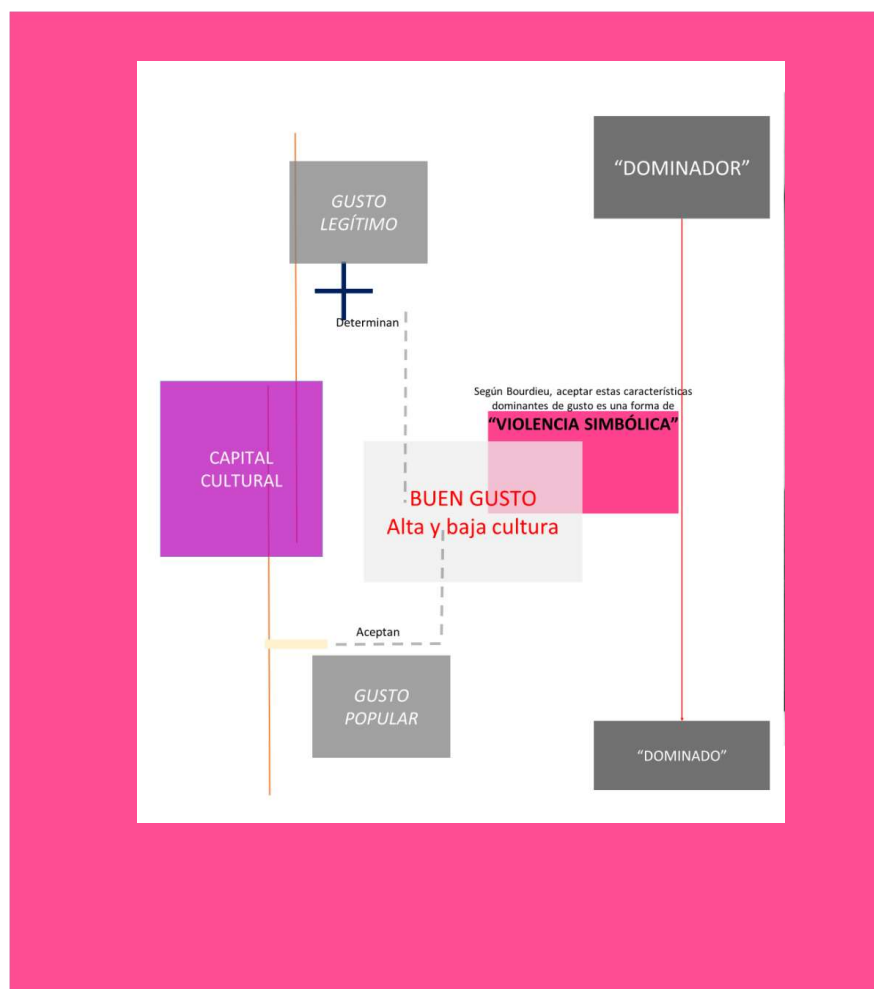 “DOMINADOR”
GUSTO
LEGÍTIMO
Determinan
Según Bourdieu, aceptar estas características
dominantes de gusto es una forma de
“VIOLENCIA SIMBÓLICA”
CAPITAL
CULTURAL
BUEN GUSTO
Alta y baja cultura
Aceptan
GUSTO
POPULAR
“DOMINADO”